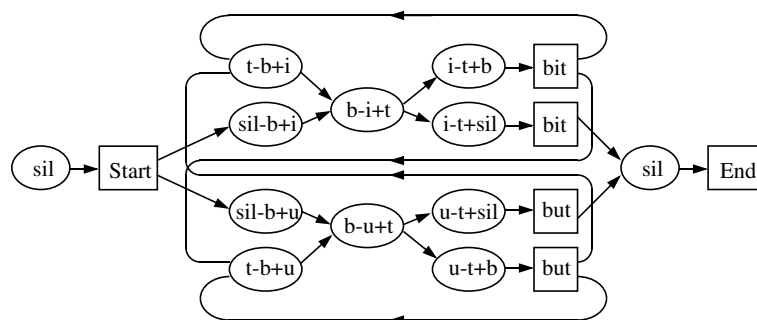 t-b+i
i-t+b
bit
b-i+t
sil-b+i
i-t+sil
bit
sil
Start
sil
End
sil-b+u
u-t+sil
but
b-u+t
t-b+u
u-t+b
but